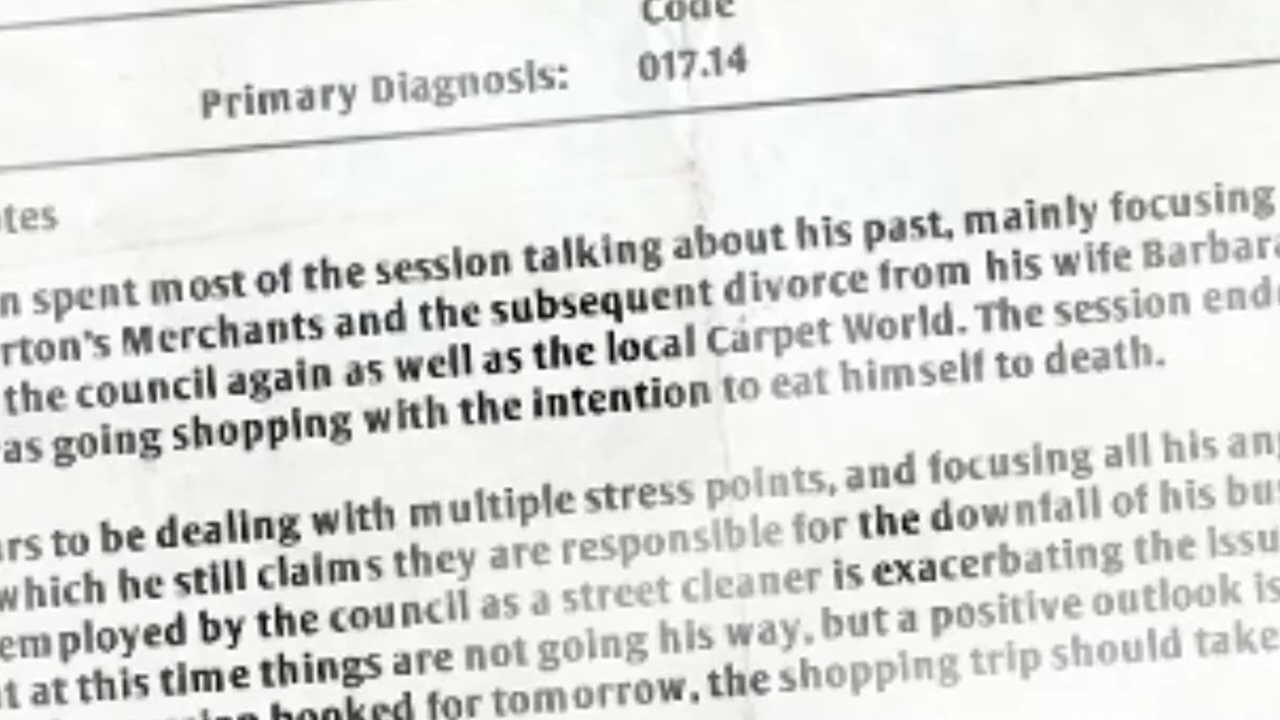 Code
Primary Diagnosis: 017.14
otes
n spent most of the session talking about his past, mainly focusing
rton's Merchants and the subsequent divorce from his wife Barbara
the council again as well as the local Carpet World. The session end
as going shopping with the intention to eat himself to death.
rs to be dealing with multiple stress points, and focusing all his ang
which he still claims they are responsible for the downfall of his bus
employed by the council as a street cleaner is exacerbating the issu
t at this time things are not going his way, but a positive outlook is
booked for tomorrow, the shopping trip should take